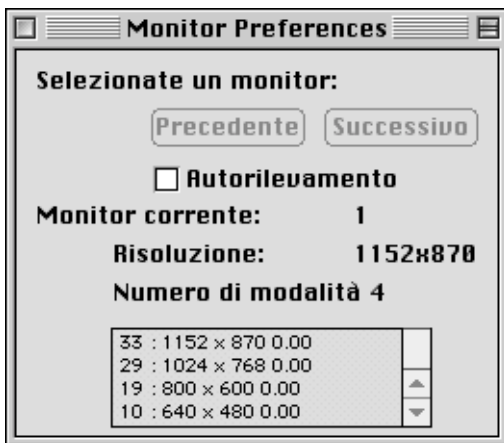 Monitor Preferences
Selezionate un monitor:
Precedente Successivo
Autorilevamento
Monitor corrente: 1
Risoluzione: 1152x870
Numero di modalità 4
33 : 1152 × 870 0.00
29 : 1024 × 768 0.00
19 : 800 × 600 0.00
10 : 640 × 480 0.00